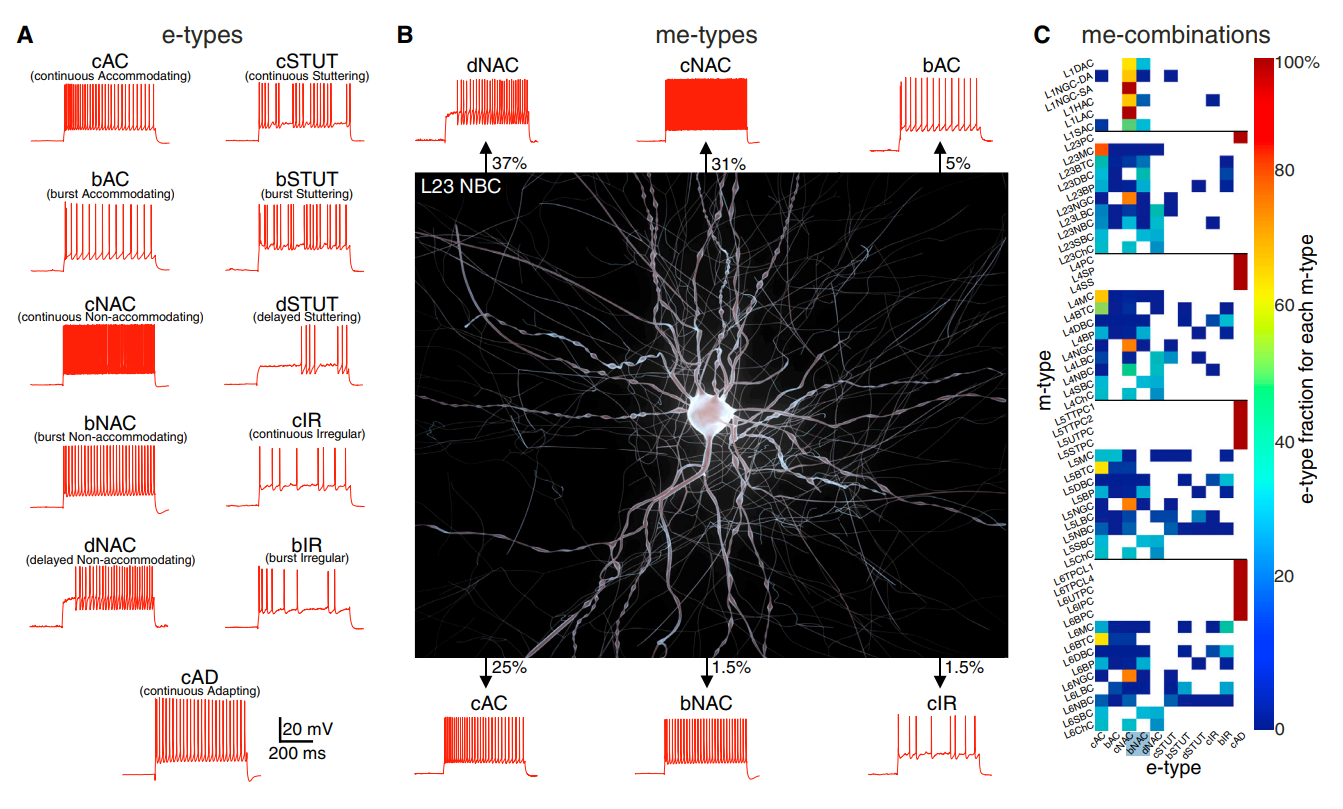 A
e-types
cAC
(continuous Accommodating)
cSTUT
(continuous Stuttering)
bAC
(burst Accommodating)
bSTUT
(burst Stuttering)
cNAC
(continuous Non-accommodating)
dSTUT
(delayed Stuttering)
bNAC
(burst Non-accommodating)
cIR
(continuous Irregular)
dNAC
(delayed Non-accommodating)
bIR
(burst Irregular)
cAD
(continuous Adapting)
20 mV
200 ms
B
me-types
dNAC
cNAC
bAC
37%
31%
5%
L23 NBC
25%
1.5%
1.5%
cAC
bNAC
cIR
C
me-combinations
m-type
L1DAC
L1NGC-DA
L1NGC-SA
L1HAC
L1LAC
L1SAC
L23PC
L23MC
L23BTC
L23DBC
L23BP
L23NGC
L23LBC
L23NBC
L23SBC
L23ChC
L4PC
L4SP
L4SS
L4MC
L4BTC
L4DBC
L4BP
L4NGC
L4LBC
L4NBC
L4SBC
L4ChC
L5TTPC1
L5TTPC2
L5UTPC
L5STPC
L5MC
L5BTC
L5DBC
L5BP
L5NGC
L5LBC
L5NBC
L5SBC
L5ChC
L6TPCL1
L6TPCL4
L6UTPC
L6IPC
L6BPC
L6MC
L6BTC
L6DBC
L6BP
L6NGC
L6LBC
L6NBC
L6SBC
L6ChC
cAC
bAC
cNAC
bNAC
dNAC
cSTUT
bSTUT
dSTUT
cIR
bIR
cAD
e-type
100%
80
60
40
20
0
e-type fraction for each m-type